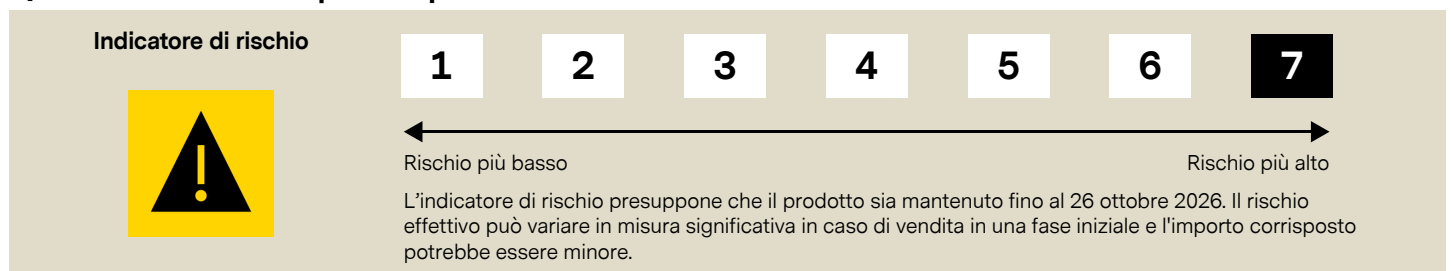 Indicatore di rischio
1 2 3 4 5 6 7
Rischio più basso Rischio più alto
L'indicatore di rischio presuppone che il prodotto sia mantenuto fino al 26 ottobre 2026. Il rischio
effettivo può variare in misura significativa in caso di vendita in una fase iniziale e l'importo corrisposto
potrebbe essere minore.